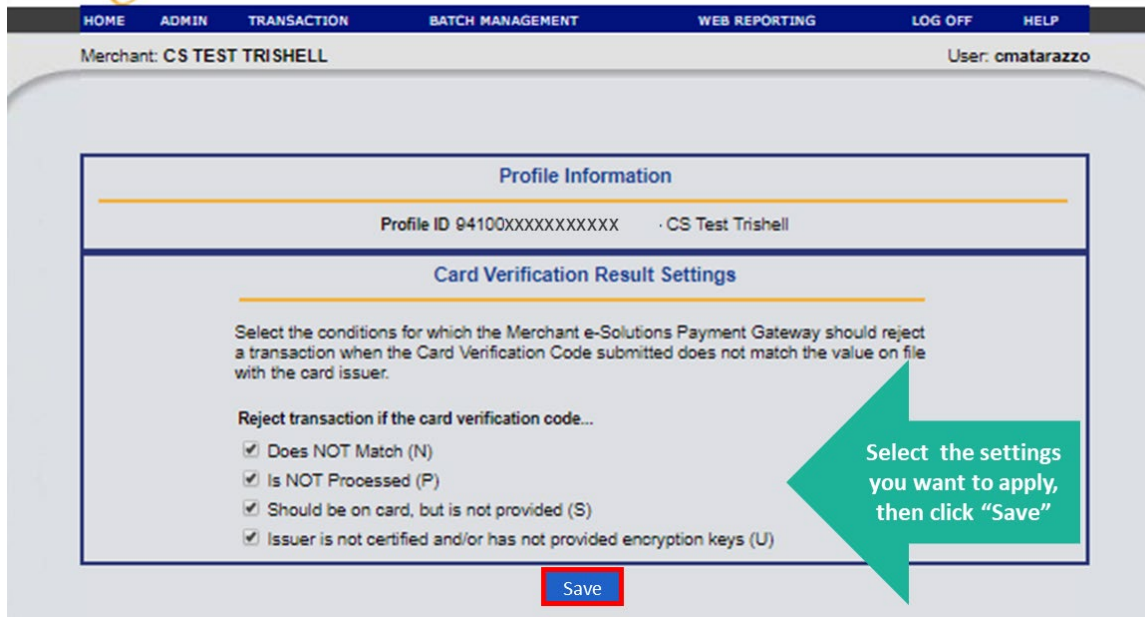 HOME ADMIN TRANSACTION BATCH MANAGEMENT WEB REPORTING LOG OFF HELP
Merchant: CS TEST TRISHELL User: cmatarazzo
Profile Information
Profile ID 94100XXXXXXXXXXX · CS Test Trishell
Card Verification Result Settings
Select the conditions for which the Merchant e-Solutions Payment Gateway should reject
a transaction when the Card Verification Code submitted does not match the value on file
with the card issuer.
Reject transaction if the card verification code...
Does NOT Match (N)
Is NOT Processed (P)
Should be on card, but is not provided (S)
Issuer is not certified and/or has not provided encryption keys (U)
Select the settings
you want to apply,
then click “Save”
Save